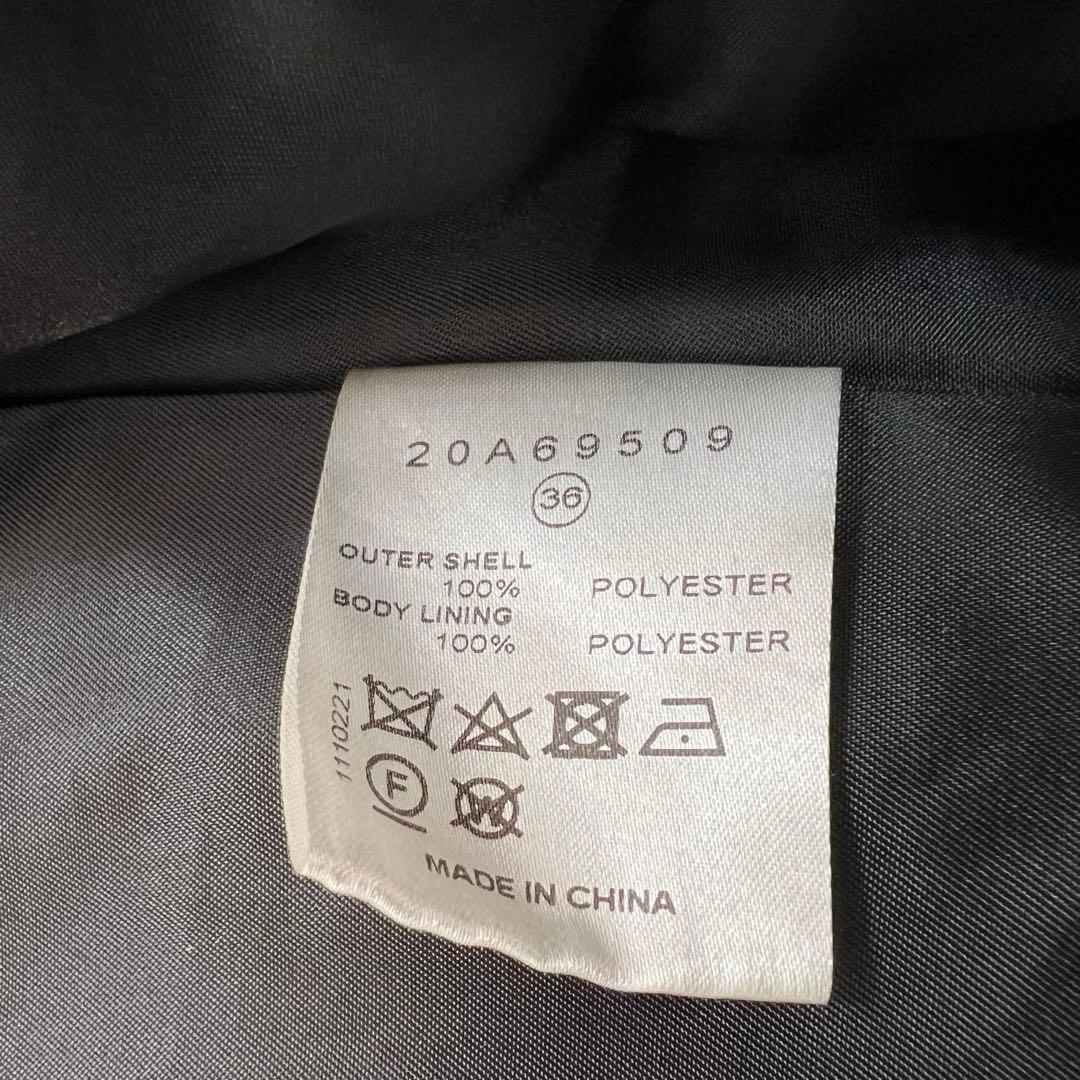 20A69509
36
OUTER SHELL
100% POLYESTER
BODY LINING
100% POLYESTER
1110221
F
W
MADE IN CHINA